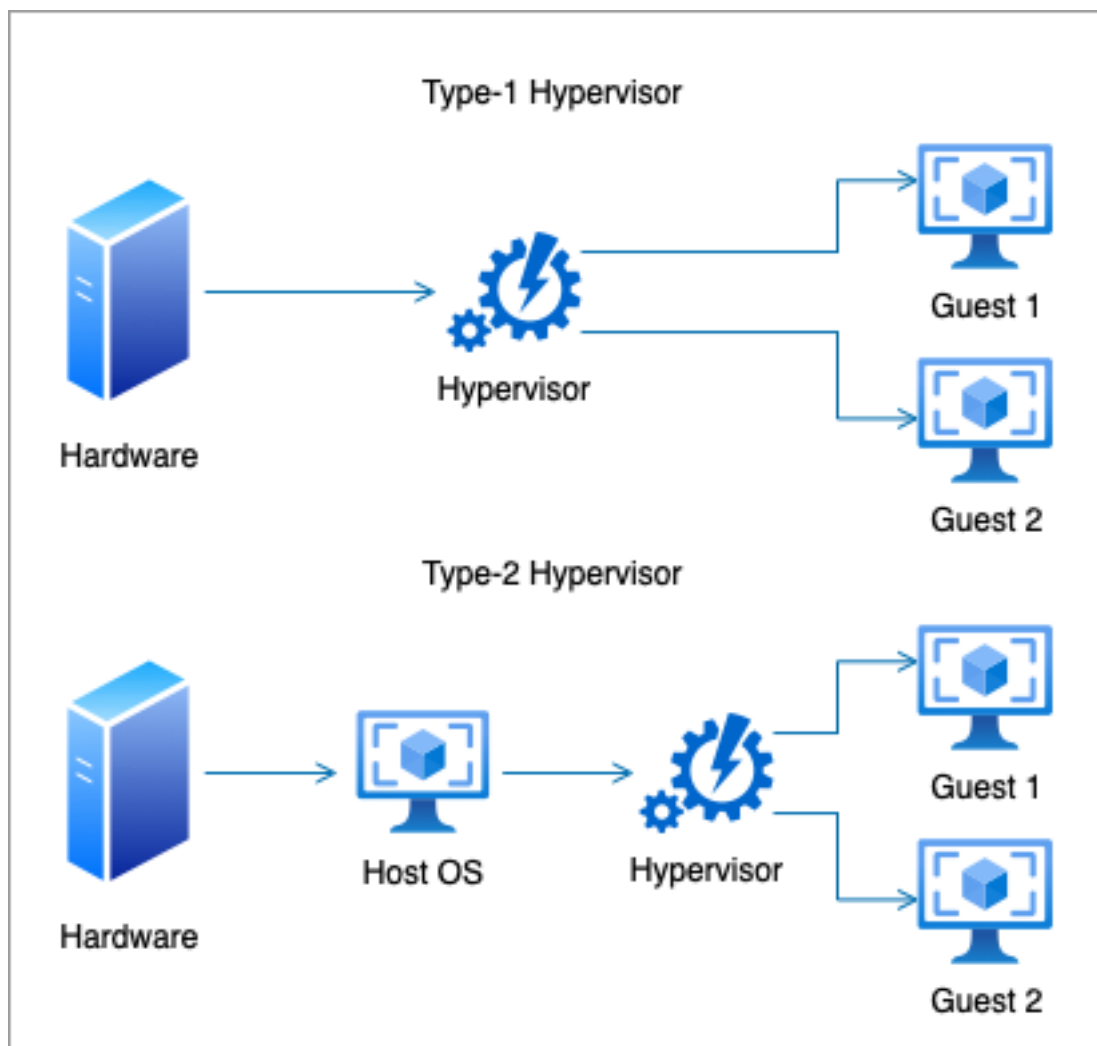 Type-1 Hypervisor
Guest 1
Hypervisor
Hardware
Guest 2
Type-2 Hypervisor
Guest 1
Host OS
Hypervisor
Hardware
Guest 2